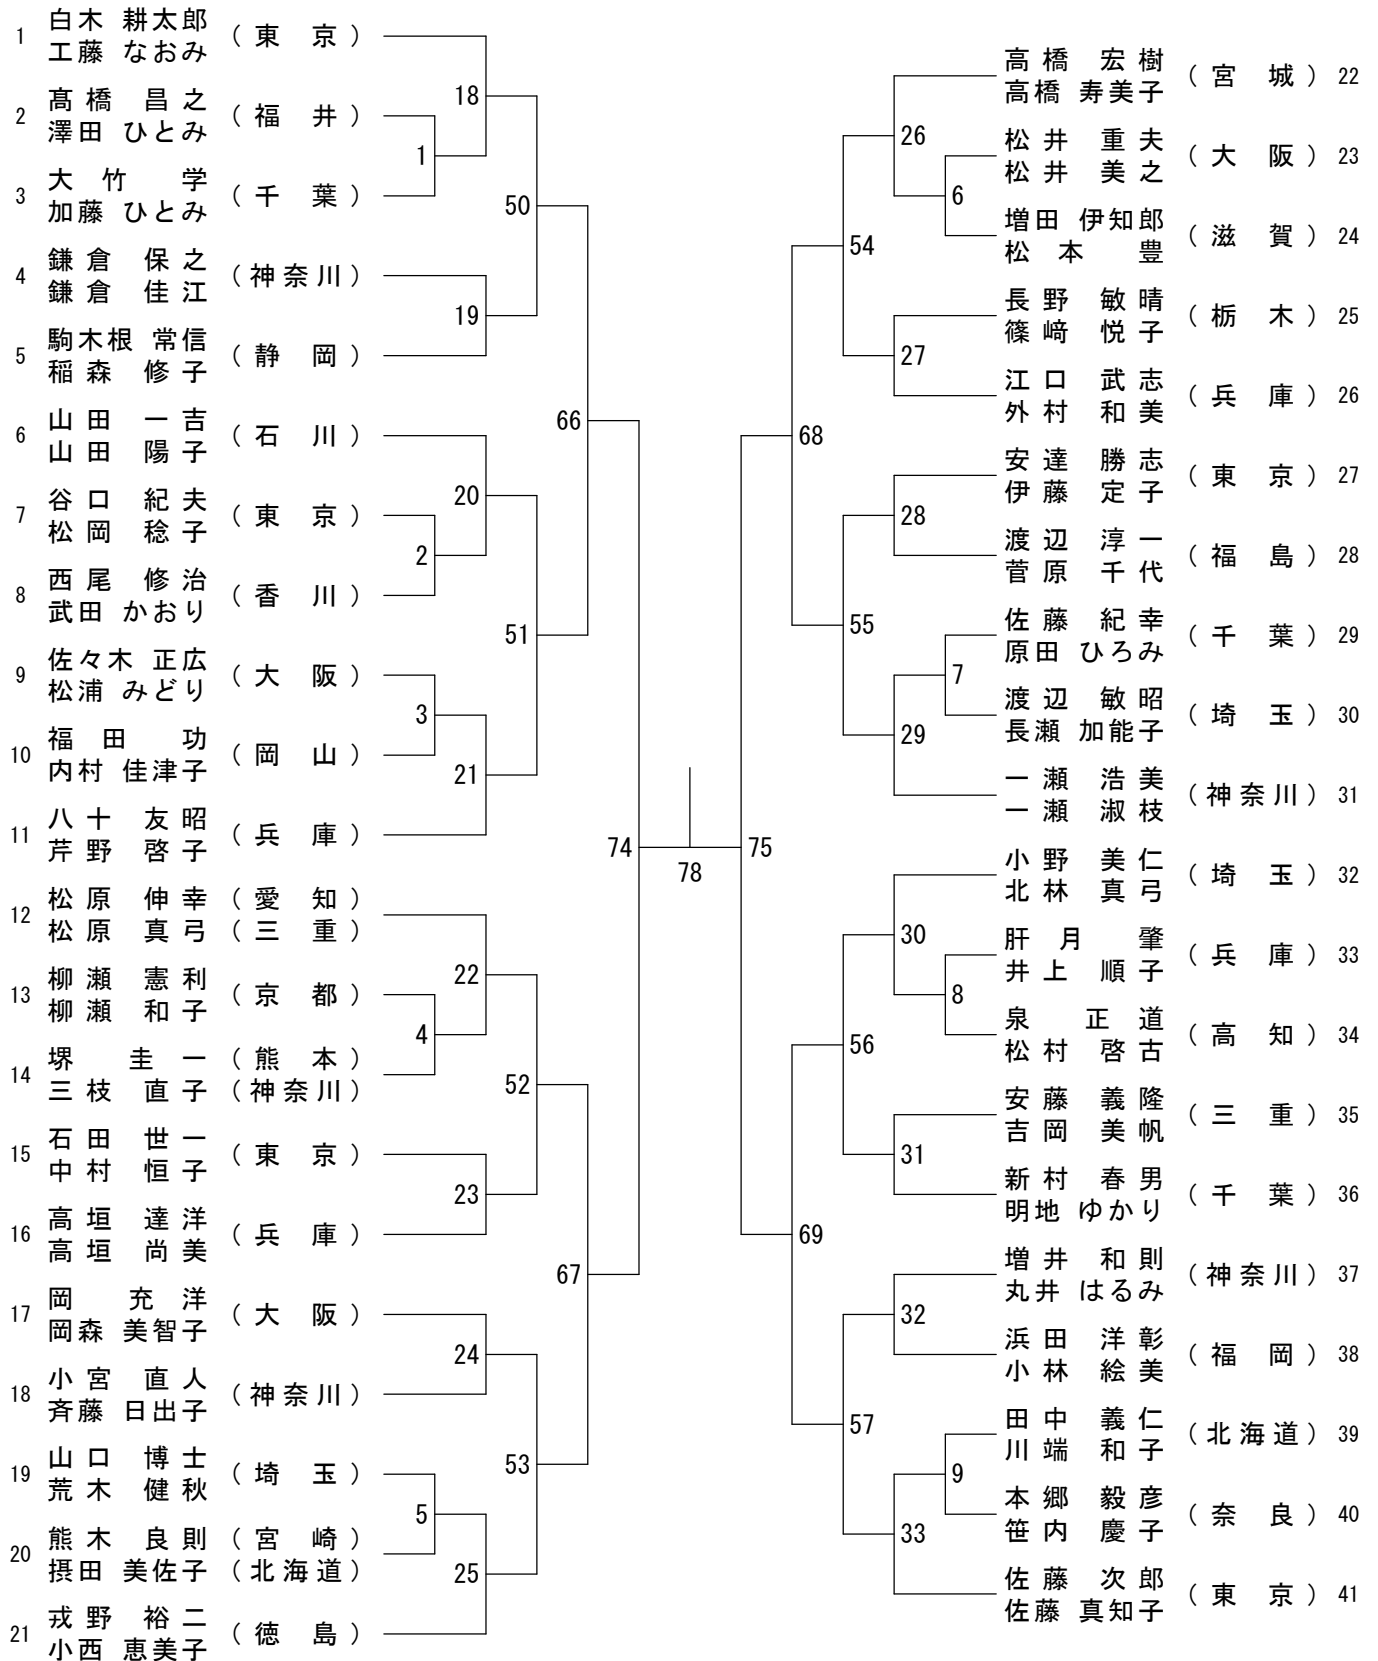 1 白木 耕太郎 (東 京)
工藤 なおみ
2 髙橋 昌之 (福 井)
澤田 ひとみ
3 大竹 学 (千 葉)
加藤 ひとみ
4 鎌倉 保之 (神奈川)
鎌倉 佳江
5 駒木根 常信 (静 岡)
稲森 修子
6 山田 一吉 (石 川)
山田 陽子
7 谷口 紀夫 (東 京)
松岡 稔子
8 西尾 修治 (香 川)
武田 かおり
9 佐々木 正広 (大 阪)
松浦 みどり
10 福田 功 (岡 山)
内村 佳津子
11 八十 友昭 (兵 庫)
芹野 啓子
12 松原 伸幸 (愛 知)
松原 真弓 (三 重)
13 柳瀬 憲利 (京 都)
柳瀬 和子
14 堺 圭一 (熊 本)
三枝 直子 (神奈川)
15 石田 世一 (東 京)
中村 恒子
16 高垣 達洋 (兵 庫)
高垣 尚美
17 岡 充洋 (大 阪)
岡森 美智子
18 小宮 直人 (神奈川)
斉藤 日出子
19 山口 博士 (埼 玉)
荒木 健秋
20 熊木 良則 (宮 崎)
摂田 美佐子 (北海道)
21 戎野 裕二 (徳 島)
小西 恵美子
1
2
3
4
5
18
19
20
21
22
23
24
25
50
51
52
53
66
67
74
78
75
68
69
54
55
56
57
26
27
28
29
30
31
32
33
6
7
8
9
高橋 宏樹 (宮 城) 22
高橋 寿美子
松井 重夫 (大 阪) 23
松井 美之
増田 伊知郎 (滋 賀) 24
松本 豊
長野 敏晴 (栃 木) 25
篠﨑 悦子
江口 武志 (兵 庫) 26
外村 和美
安達 勝志 (東 京) 27
伊藤 定子
渡辺 淳一 (福 島) 28
菅原 千代
佐藤 紀幸 (千 葉) 29
原田 ひろみ
渡辺 敏昭 (埼 玉) 30
長瀬 加能子
一瀬 浩美 (神奈川) 31
一瀬 淑枝
小野 美仁 (埼 玉) 32
北林 真弓
肝月 肇 (兵 庫) 33
井上 順子
泉 正道 (高 知) 34
松村 啓古
安藤 義隆 (三 重) 35
吉岡 美帆
新村 春男 (千 葉) 36
明地 ゆかり
増井 和則 (神奈川) 37
丸井 はるみ
浜田 洋彰 (福 岡) 38
小林 絵美
田中 義仁 (北海道) 39
川端 和子
本郷 毅彦 (奈 良) 40
笹内 慶子
佐藤 次郎 (東 京) 41
佐藤 真知子